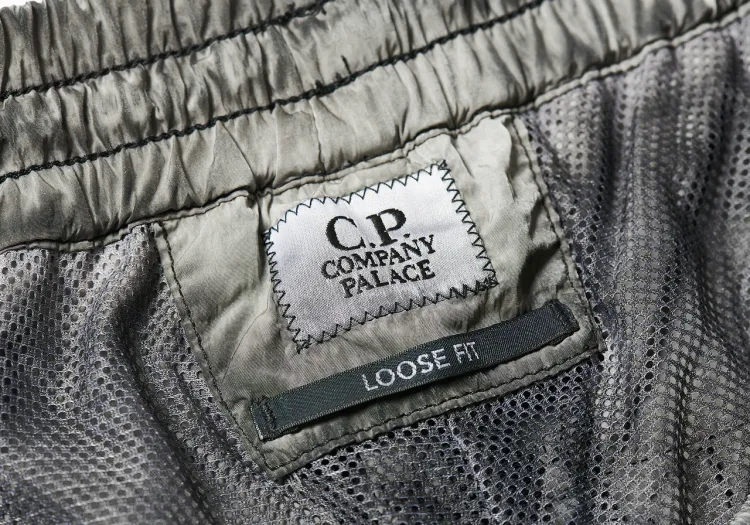 C.P.
COMPANY
PALACE
LOOSE FIT